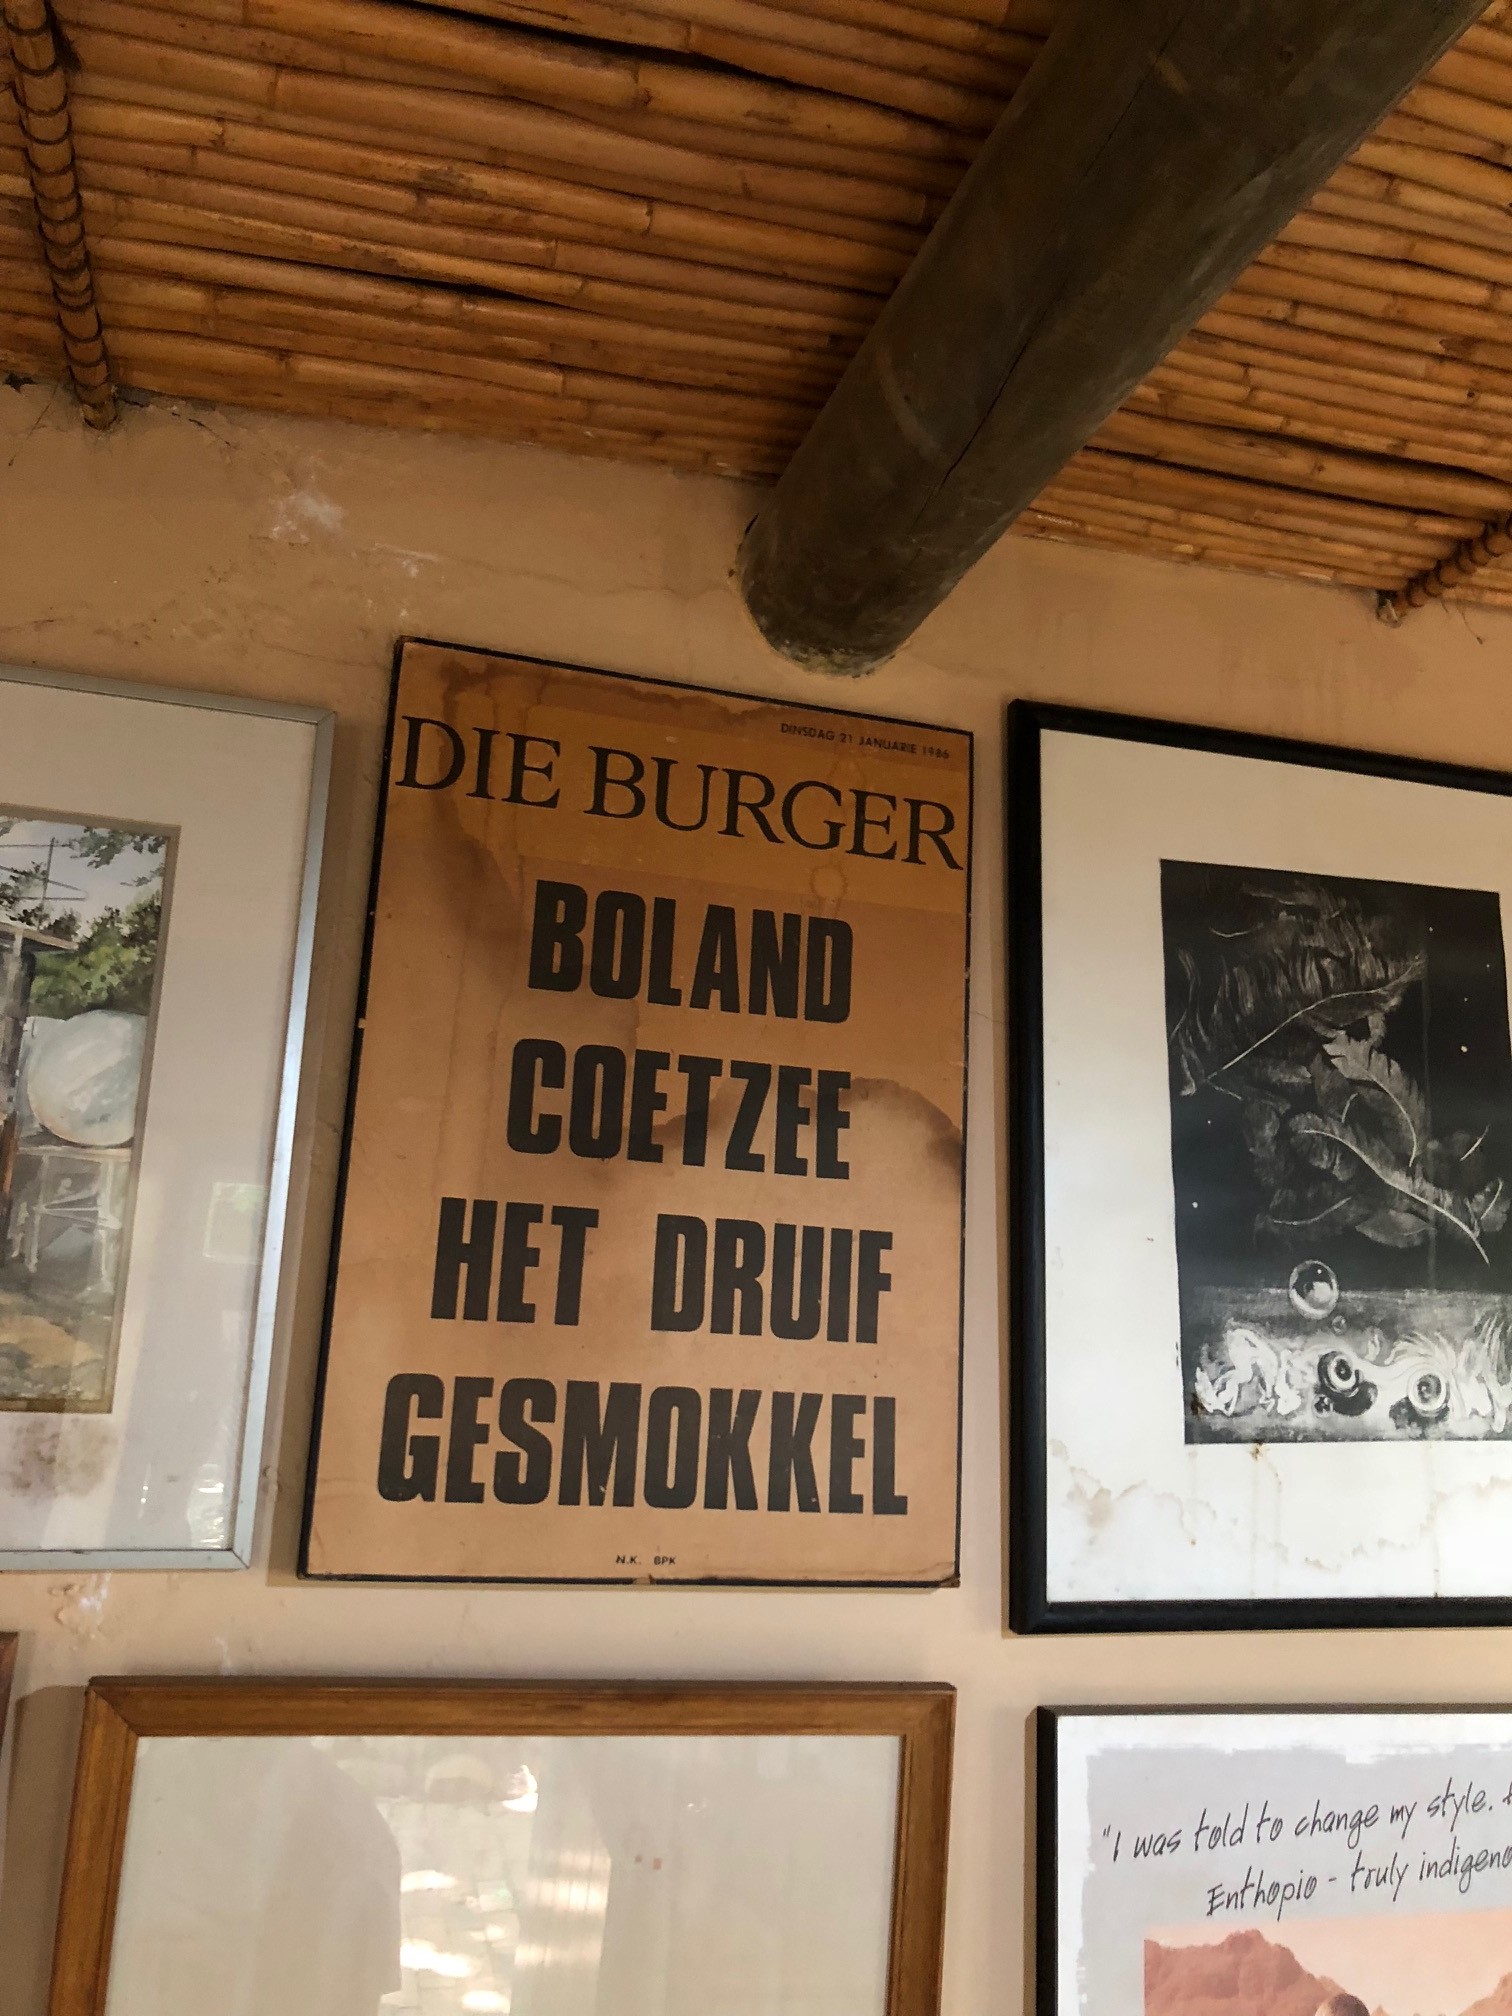 DINSDAG 21 JANUARIE 1986
DIE BURGER
BOLAND
COETZEE
HET DRUIF
GESMOKKEL
N.K. BPK
"I was told to change my style.
Enthopio - truly